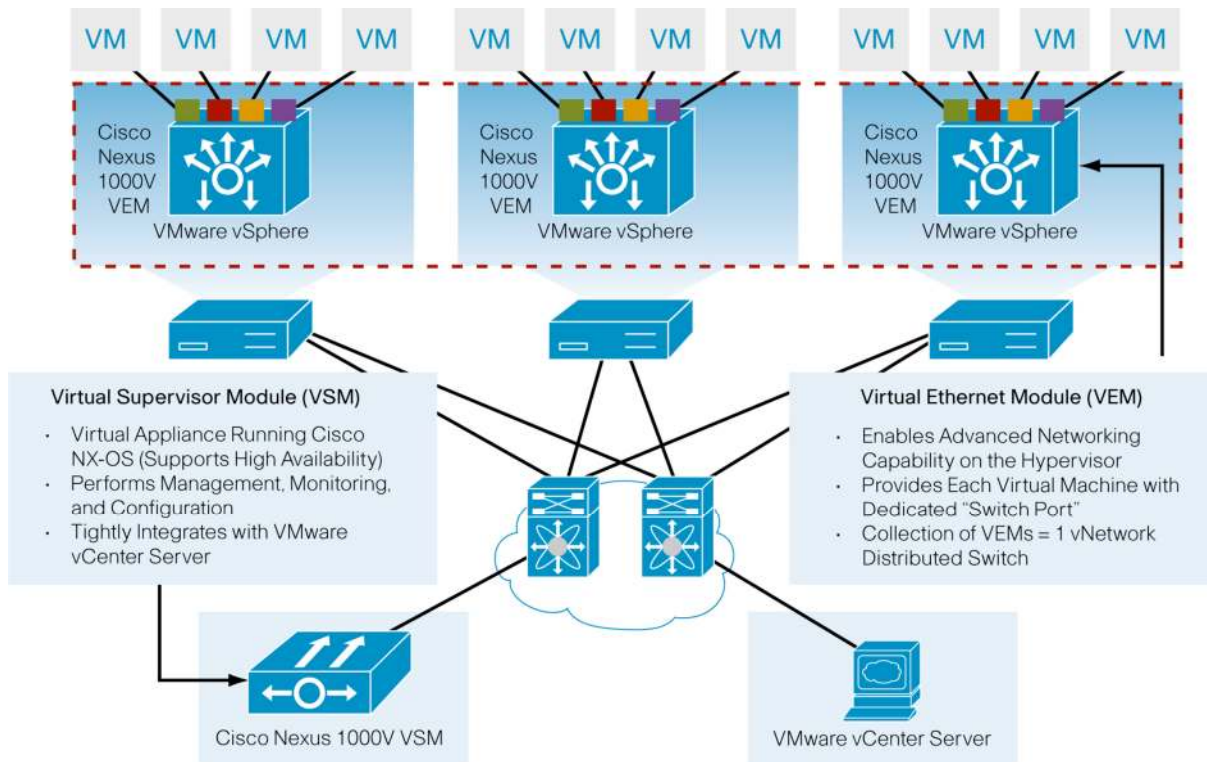 VM VM VM VM VM VM VM VM VM VM VM VM
Cisco
Nexus
1000V
VEM
VMware vSphere
Cisco
Nexus
1000V
VEM
VMware vSphere
Cisco
Nexus
1000V
VEM
VMware vSphere
Virtual Supervisor Module (VSM)
· Virtual Appliance Running Cisco
NX-OS (Supports High Availability)
· Performs Management, Monitoring,
and Configuration
· Tightly Integrates with VMware
vCenter Server
Virtual Ethernet Module (VEM)
· Enables Advanced Networking
Capability on the Hypervisor
· Provides Each Virtual Machine with
Dedicated “Switch Port”
· Collection of VEMs = 1 vNetwork
Distributed Switch
Cisco Nexus 1000V VSM
VMware vCenter Server